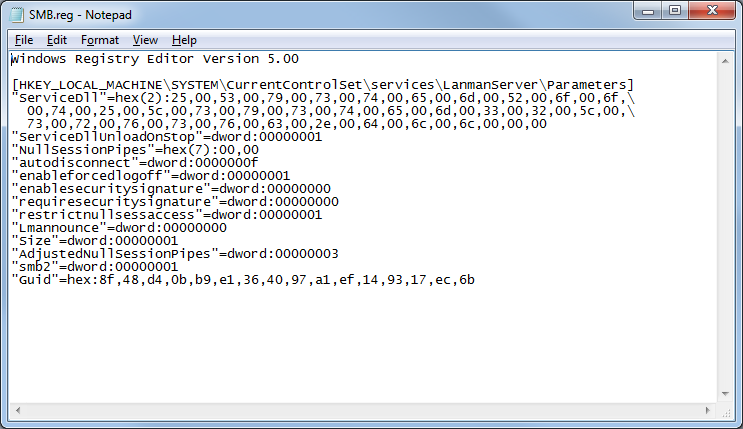 SMB.reg - Notepad
File Edit Format View Help
Windows Registry Editor Version 5.00
[HKEY_LOCAL_MACHINE\SYSTEM\CurrentControlSet\services\LanmanServer\Parameters]
"ServiceDll"=hex(2):25,00,53,00,79,00,73,00,74,00,65,00,6d,00,52,00,6f,00,6f,\
00,74,00,25,00,5c,00,73,00,79,00,73,00,74,00,65,00,6d,00,33,00,32,00,5c,00,\
73,00,72,00,76,00,73,00,76,00,63,00,2e,00,64,00,6c,00,6c,00,00,00
"ServiceDllUnloadOnStop"=dword:00000001
"NullSessionPipes"=hex(7):00,00
"autodisconnect"=dword:0000000f
"enableforcedlogoff"=dword:00000001
"enablesecuritysignature"=dword:00000000
"requiresecuritysignature"=dword:00000000
"restrictnullsessaccess"=dword:00000001
"Lmannounce"=dword:00000000
"Size"=dword:00000001
"AdjustedNullSessionPipes"=dword:00000003
"smb2"=dword:00000001
"Guid"=hex:8f,48,d4,0b,b9,e1,36,40,97,a1,ef,14,93,17,ec,6b